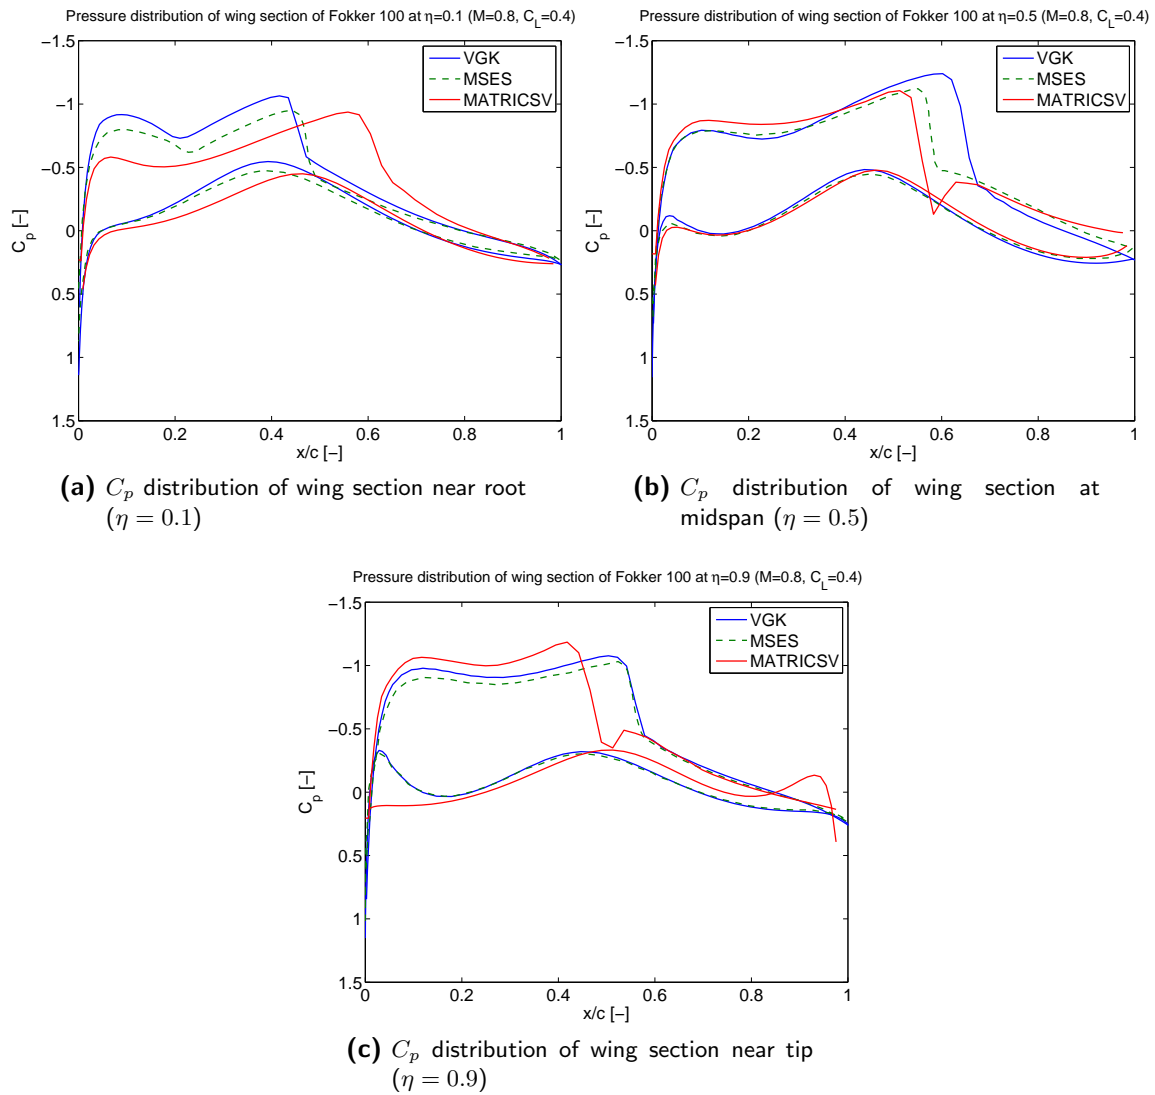 Pressure distribution of wing section of Fokker 100 at η=0.1 (M=0.8, C_L=0.4)
−1.5
−1
−0.5
0
0.5
1
1.5
C_p [−]
0 0.2 0.4 0.6 0.8 1
x/c [−]
VGK
MSES
MATRICSV
(a) C_p distribution of wing section near root
(η = 0.1)
Pressure distribution of wing section of Fokker 100 at η=0.5 (M=0.8, C_L=0.4)
−1.5
−1
−0.5
0
0.5
1
1.5
C_p [−]
0 0.2 0.4 0.6 0.8 1
x/c [−]
VGK
MSES
MATRICSV
(b) C_p distribution of wing section at
midspan (η = 0.5)
Pressure distribution of wing section of Fokker 100 at η=0.9 (M=0.8, C_L=0.4)
−1.5
−1
−0.5
0
0.5
1
1.5
C_p [−]
0 0.2 0.4 0.6 0.8 1
x/c [−]
VGK
MSES
MATRICSV
(c) C_p distribution of wing section near tip
(η = 0.9)